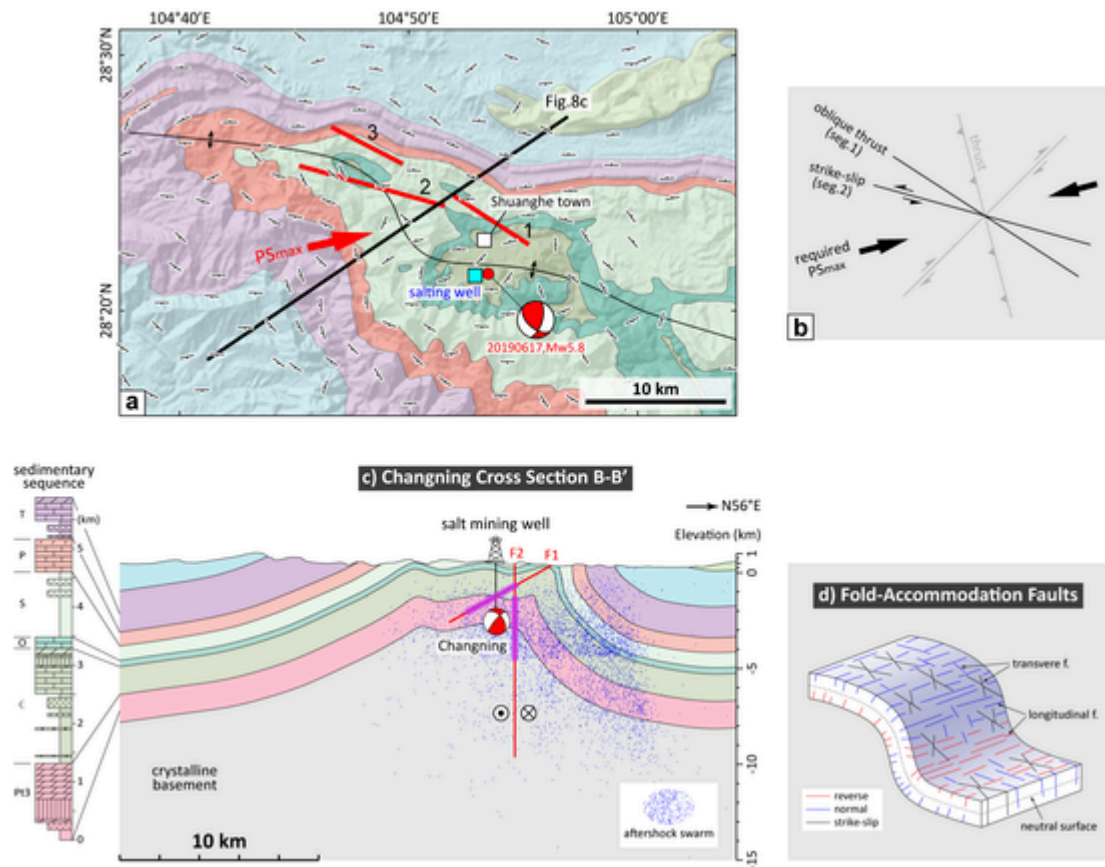 104°40'E
104°50'E
105°00'E
28°30'N
28°20'N
Fig.8c
3
2
1
Shuanghe town
PSmax
salting well
20190617,Mw5.8
10 km
a
oblique thrust
(seg.1)
strike-slip
(seg.2)
thrust
required
PSmax
b
sedimentary
sequence
c) Changning Cross Section B-B'
N56°E
T
(km)
P
5
S
4
O
3
Є
2
Pt3
1
0
salt mining well
Elevation (km)
F2
F1
1
0
Changning
-5
-10
-15
crystalline
basement
aftershock swarm
10 km
d) Fold-Accommodation Faults
transvere f.
longitudinal f.
reverse
normal
strike-slip
neutral surface